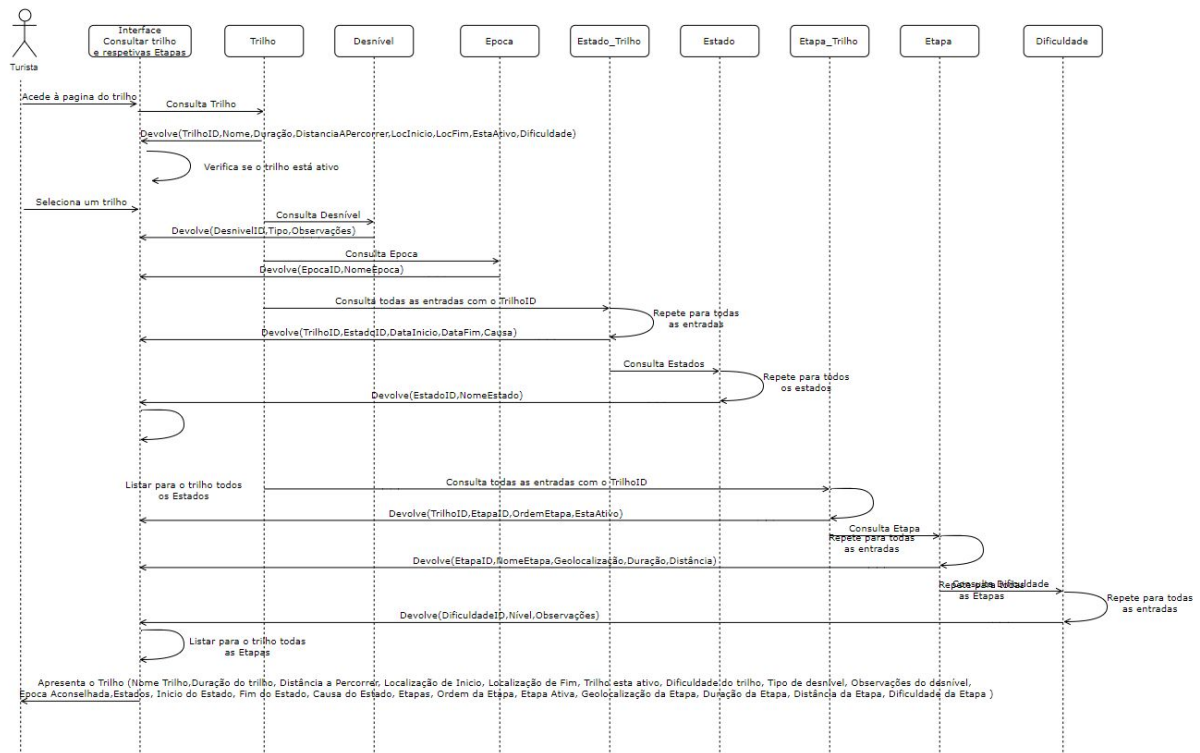 Turista
Interface
Consultar trilho
e respetivas Etapas
Trilho
Desnível
Epoca
Estado_Trilho
Estado
Etapa_Trilho
Etapa
Dificuldade
Acede à pagina do trilho
Consulta Trilho
Devolve(TrilhoID,Nome,Duração,DistanciaAPercorrer,LocInicio,LocFim,EstaAtivo,Dificuldade)
Verifica se o trilho está ativo
Seleciona um trilho
Consulta Desnível
Devolve(DesnivelID,Tipo,Observações)
Consulta Epoca
Devolve(EpocaID,NomeEpoca)
Consulta todas as entradas com o TrilhoID
Repete para todas
as entradas
Devolve(TrilhoID,EstadoID,DataInicio,DataFim,Causa)
Consulta Estados
Repete para todos
os estados
Devolve(EstadoID,NomeEstado)
Listar para o trilho todos
os Estados
Consulta todas as entradas com o TrilhoID
Devolve(TrilhoID,EtapaID,OrdemEtapa,EstaAtivo)
Consulta Etapa
Repete para todas
as entradas
Devolve(EtapaID,NomeEtapa,Geolocalização,Duração,Distância)
Consulta Dificuldade
Repete para todas
as Etapas
Repete para todas
as entradas
Devolve(DificuldadeID,Nível,Observações)
Listar para o trilho todas
as Etapas
Apresenta o Trilho (Nome Trilho,Duração do trilho, Distância a Percorrer, Localização de Inicio, Localização de Fim, Trilho esta ativo, Dificuldade do trilho, Tipo de desnível, Observações do desnível,
Epoca Aconselhada,Estados, Inicio do Estado, Fim do Estado, Causa do Estado, Etapas, Ordem da Etapa, Etapa Ativa, Geolocalização da Etapa, Duração da Etapa, Distância da Etapa, Dificuldade da Etapa )